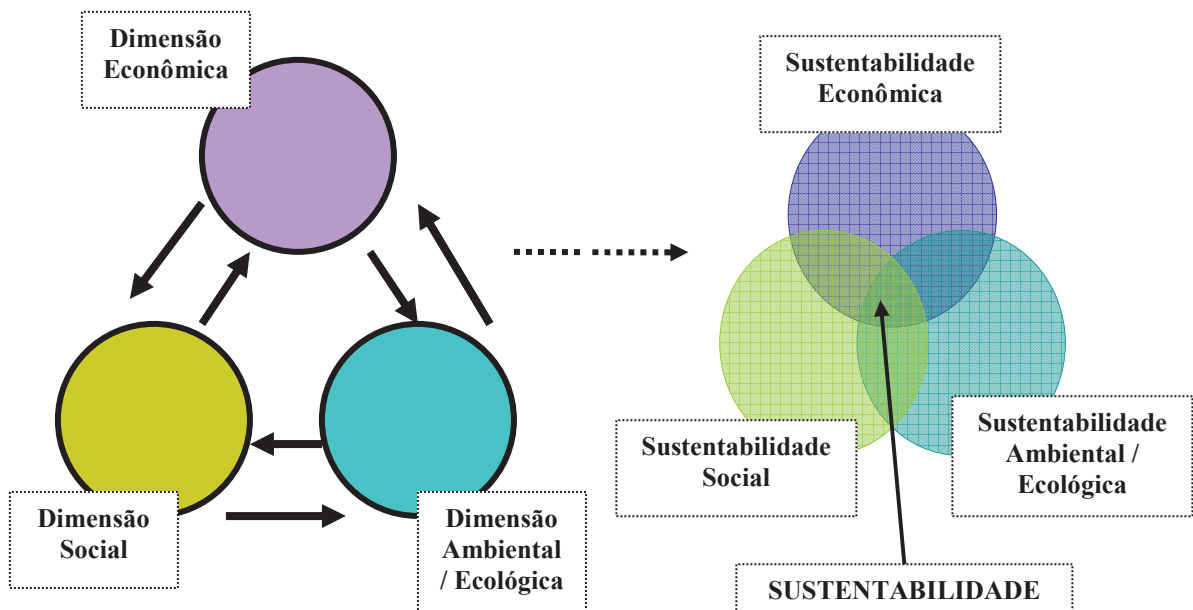 Dimensão
Econômica
Dimensão
Social
Dimensão
Ambiental
/ Ecológica
Sustentabilidade
Econômica
Sustentabilidade
Social
Sustentabilidade
Ambiental /
Ecológica
SUSTENTABILIDADE